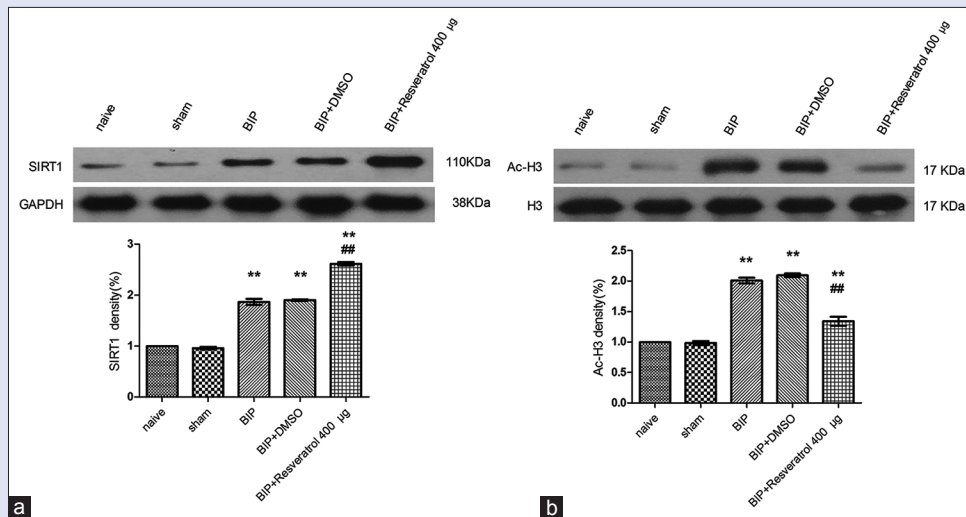 naive
sham
BIP
BIP+DMSO
BIP+Resveratrol 400 µg
SIRT1
110KDa
GAPDH
38KDa
SIRT1 density(%)
3
2
1
0
**
**
**
##
naive
sham
BIP
BIP+DMSO
BIP+Resveratrol 400 µg
a
naive
sham
BIP
BIP+DMSO
BIP+Resveratrol 400 µg
Ac-H3
17 KDa
H3
17 KDa
Ac-H3 density(%)
2.5
2.0
1.5
1.0
0.5
0.0
**
**
**
##
naive
sham
BIP
BIP+DMSO
BIP+Resveratrol 400 µg
b